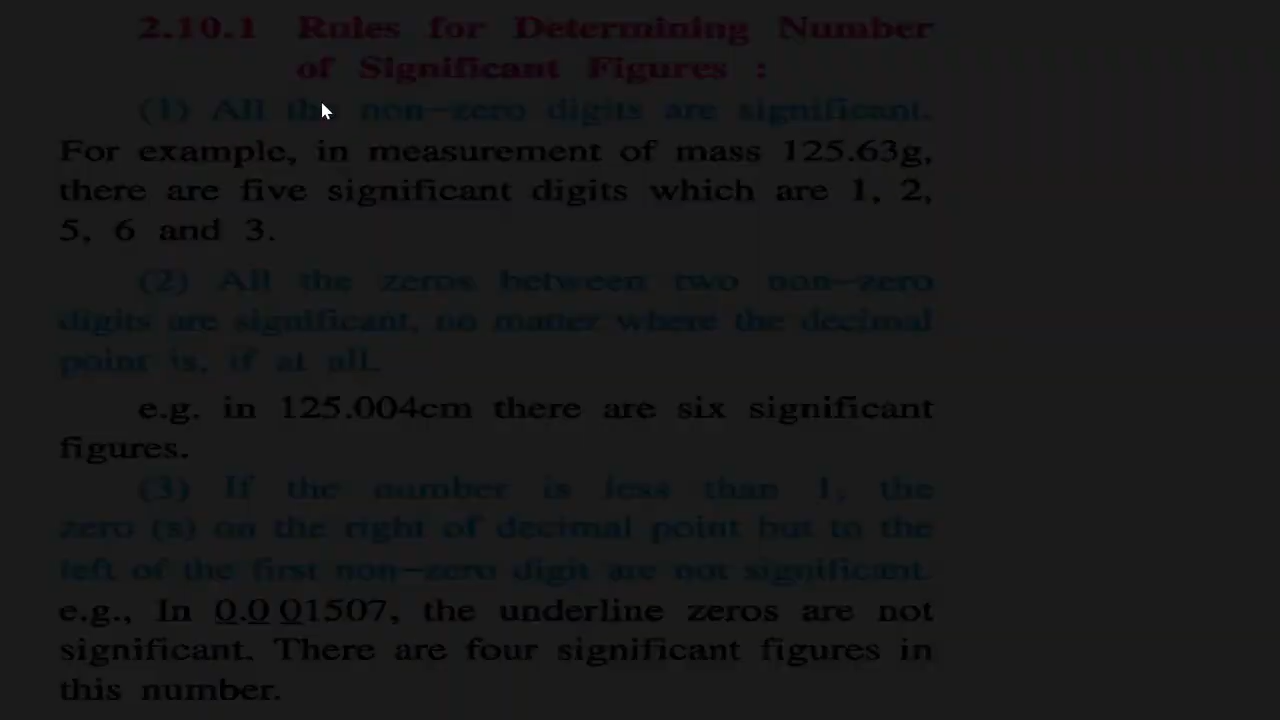 2.10.1 Rules for Determining Number
of Significant Figures :
(1) All the non-zero digits are significant.
For example, in measurement of mass 125.63g,
there are five significant digits which are 1, 2,
5, 6 and 3.
(2) All the zeros between two non-zero
digits are significant, no matter where the decimal
point is, if at all.
e.g. in 125.004cm there are six significant
figures.
(3) If the number is less than 1, the
zero (s) on the right of decimal point but to the
left of the first non-zero digit are not significant.
e.g., In 0.0 01507, the underline zeros are not
significant. There are four significant figures in
this number.